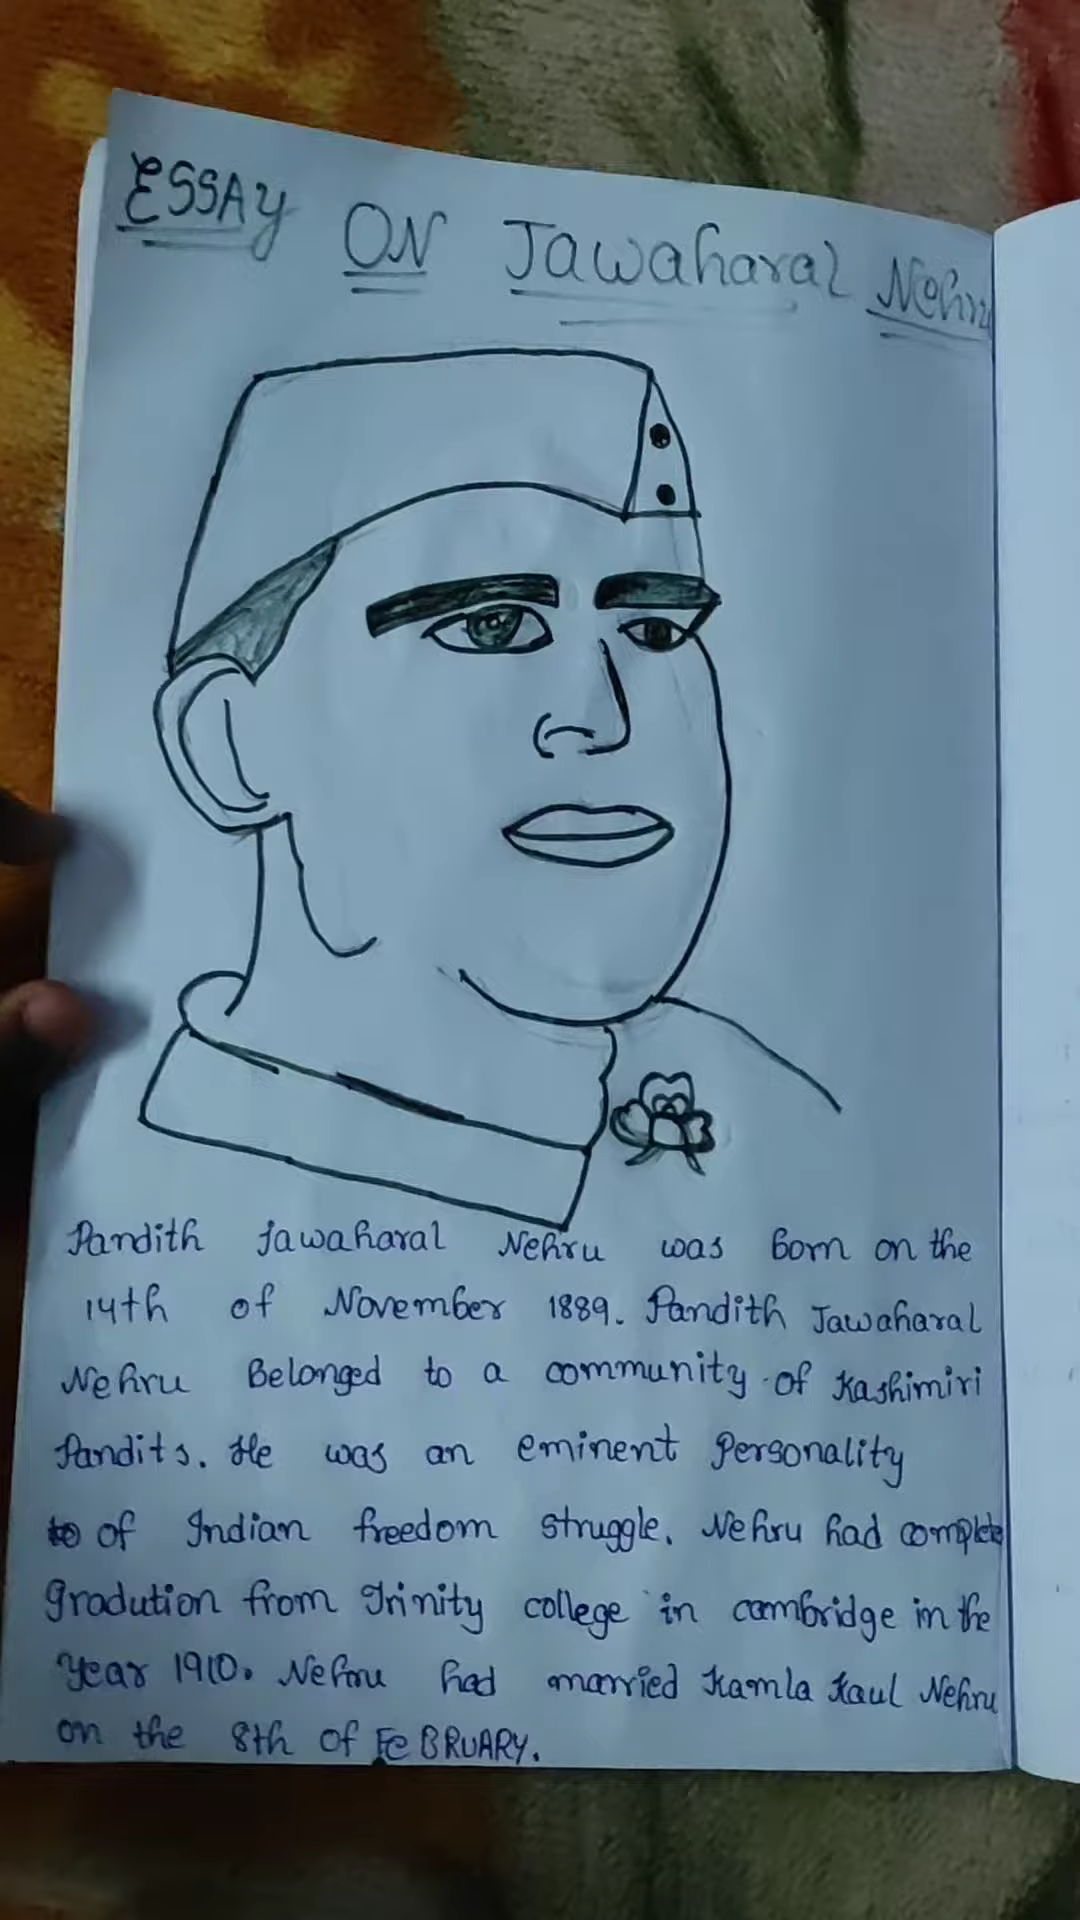 ESSAY ON Jawaharal Nehru
Pandith Jawaharal Nehru was Born on the
14th of November 1889. Pandith Jawaharal
Nehru Belonged to a community of Kashimiri
Pandits. He was an eminent Personality
to of Indian freedom struggle. Nehru had complete
gradution from Trinity college in cambridge in the
year 1910. Nehru had married Kamla Kaul Nehru
on the 8th of FeBRUARY.